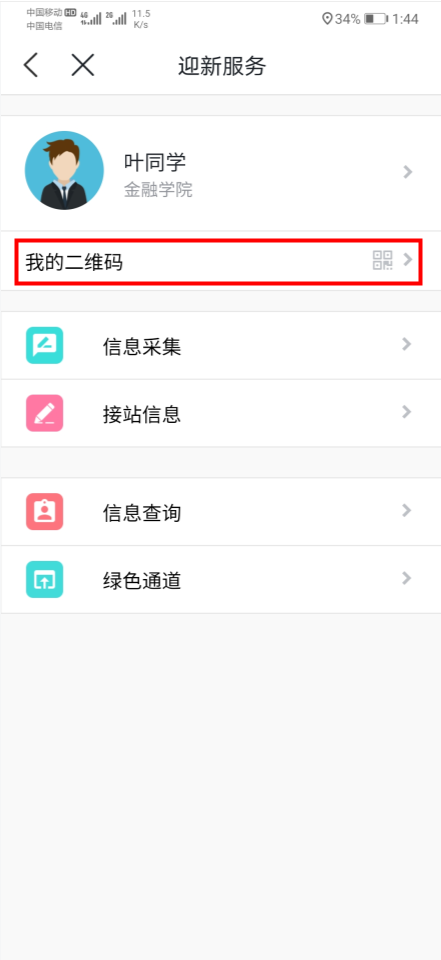 中国移动 HD 4G 2G 11.5 34% 1:44
中国电信 K/s
迎新服务
叶同学
金融学院
我的二维码
信息采集
接站信息
信息查询
绿色通道